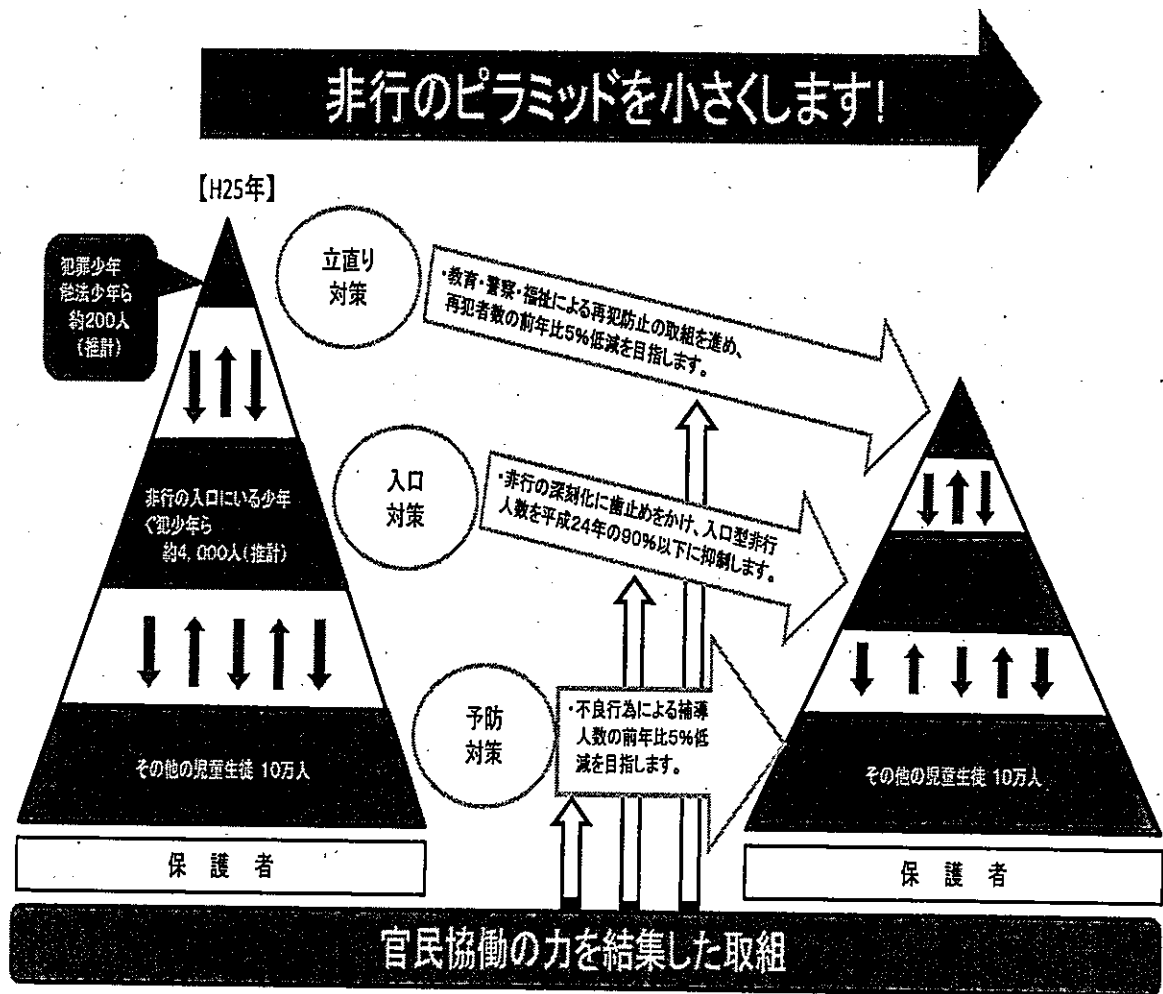 非行のピラミッドを小さくします!
【H25年】
犯罪少年
触法少年ら
約200人
(推計)
立直り
対策
・教育・警察・福祉による再犯防止の取組を進め、
再犯者数の前年比5%低減を目指します。
非行の入口にいる少年
ぐ犯少年ら
約4,000人(推計)
入口
対策
・非行の深刻化に歯止めをかけ、入口型非行
人数を平成24年の90%以下に抑制します。
予防
対策
・不良行為による補導
人数の前年比5%低
減を目指します。
その他の児童生徒 10万人
その他の児童生徒 10万人
保 護 者
保 護 者
官民協働の力を結集した取組